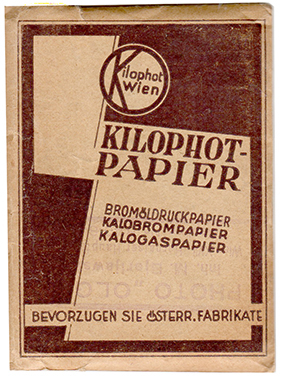 Kilophot
Wien
KILOPHOT-
PAPIER
BROMÖLDRUCKPAPIER
KALOBROMPAPIER
KALOGASPAPIER
BEVORZUGEN SIE ÖSTERR. FABRIKATE